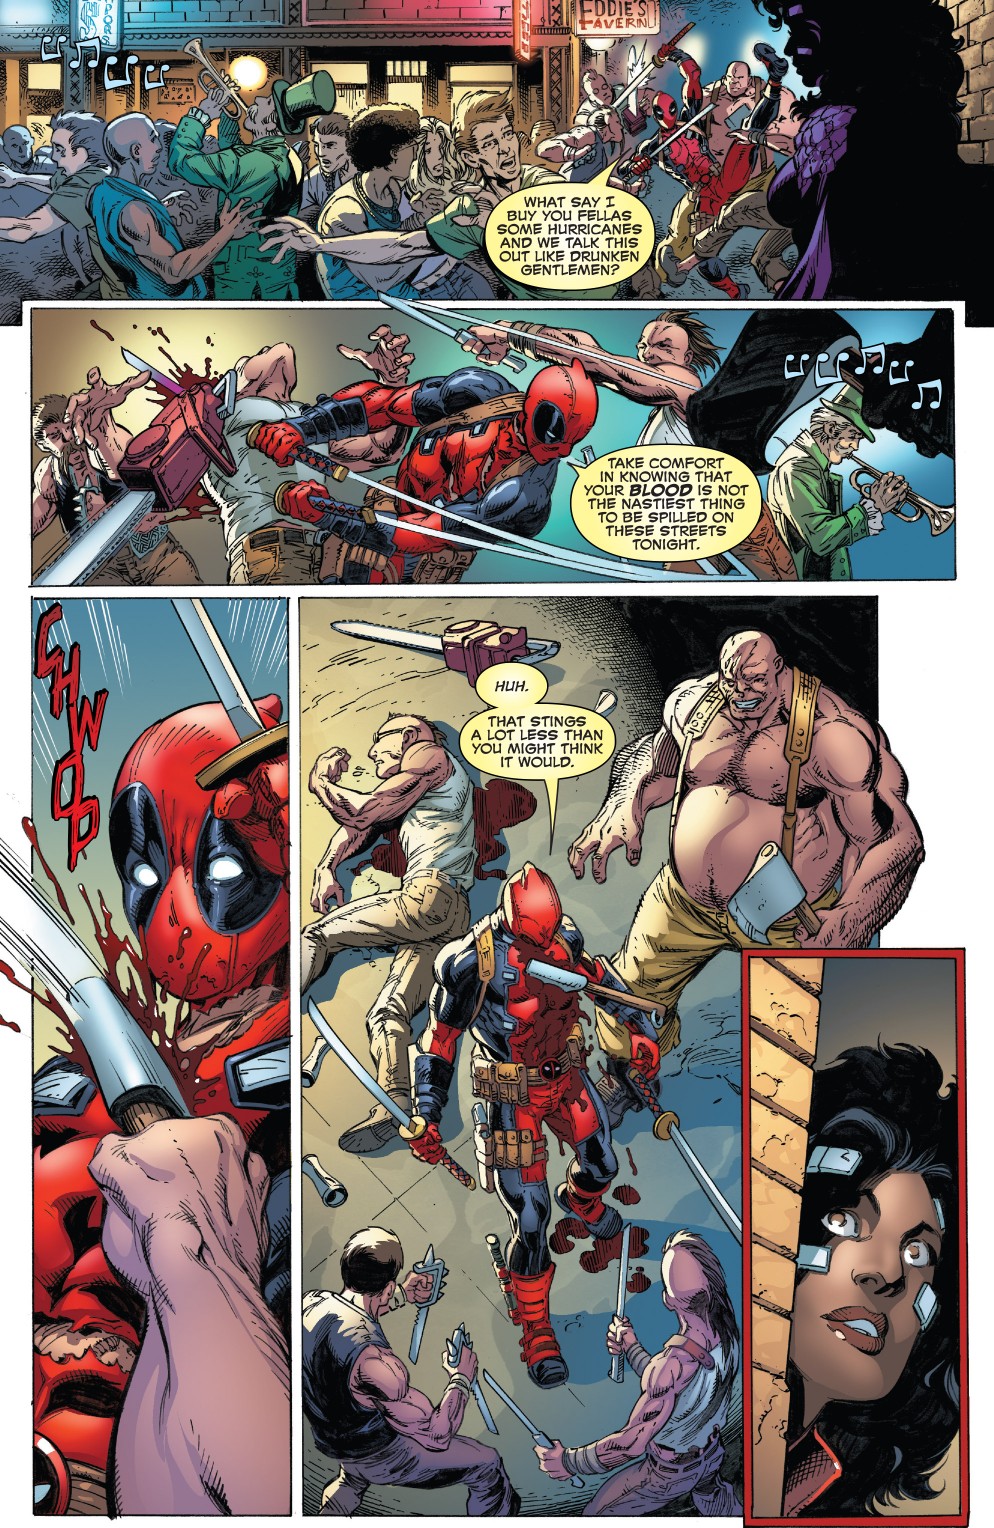 EDDIE'S
TAVERN
WHAT SAY I
BUY YOU FELLAS
SOME HURRICANES
AND WE TALK THIS
OUT LIKE DRUNKEN
GENTLEMEN?
TAKE COMFORT
IN KNOWING THAT
YOUR BLOOD IS NOT
THE NASTIEST THING
TO BE SPILLED ON
THESE STREETS
TONIGHT.
CHWOP
HUH.
THAT STINGS
A LOT LESS THAN
YOU MIGHT THINK
IT WOULD.